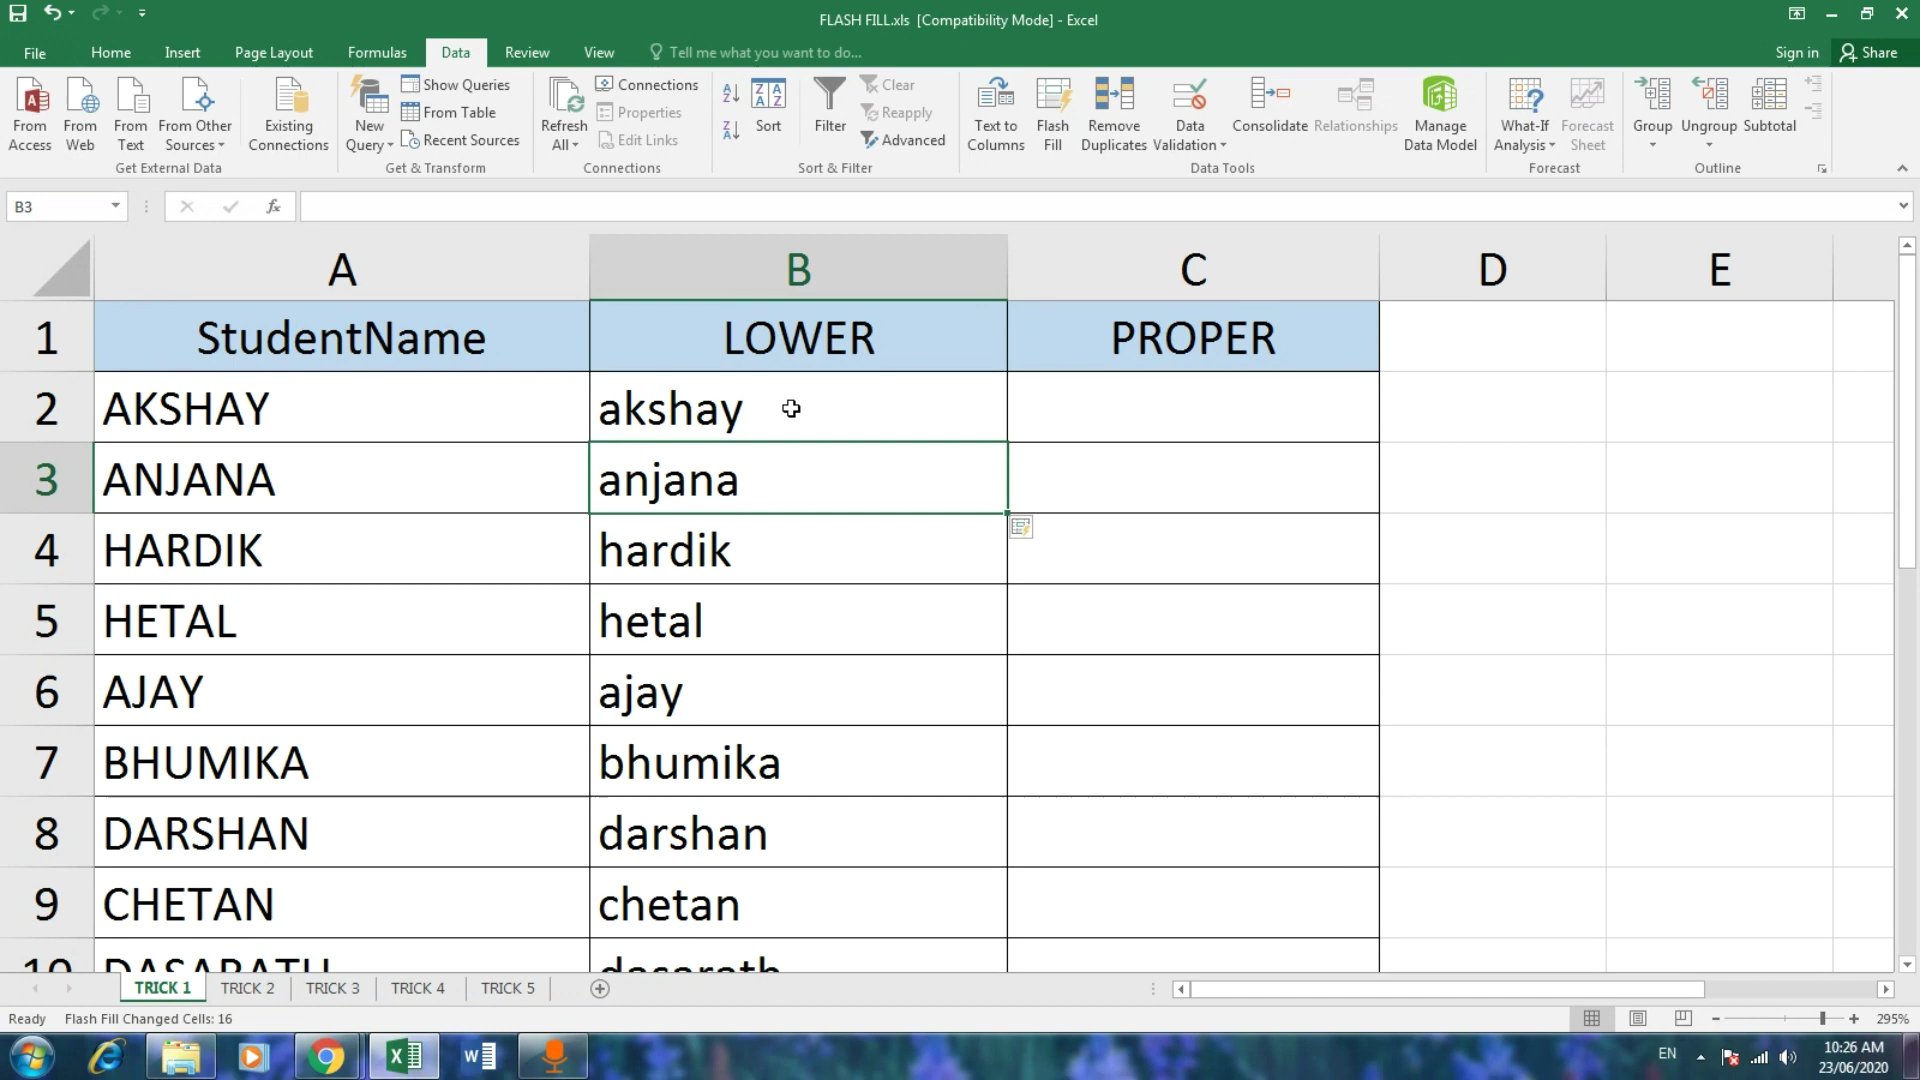 FLASH FILL.xls [Compatibility Mode] - Excel
File Home Insert Page Layout Formulas Data Review View Tell me what you want to do... Sign in Share
From Access
From Web
From Text
From Other Sources
Get External Data
Existing Connections
New Query
Show Queries
From Table
Recent Sources
Get & Transform
Refresh All
Connections
Properties
Edit Links
Connections
Sort
Filter
Clear
Reapply
Advanced
Sort & Filter
Text to Columns
Flash Fill
Remove Duplicates
Data Validation
Consolidate
Relationships
Manage Data Model
Data Tools
What-If Analysis
Forecast Sheet
Forecast
Group
Ungroup
Subtotal
Outline
B3 fx
A B C D E
1 StudentName LOWER PROPER
2 AKSHAY akshay
3 ANJANA anjana
4 HARDIK hardik
5 HETAL hetal
6 AJAY ajay
7 BHUMIKA bhumika
8 DARSHAN darshan
9 CHETAN chetan
10 DASARATH dasarath
TRICK 1 TRICK 2 TRICK 3 TRICK 4 TRICK 5
Ready Flash Fill Changed Cells: 16 295%
EN 10:26 AM
23/06/2020